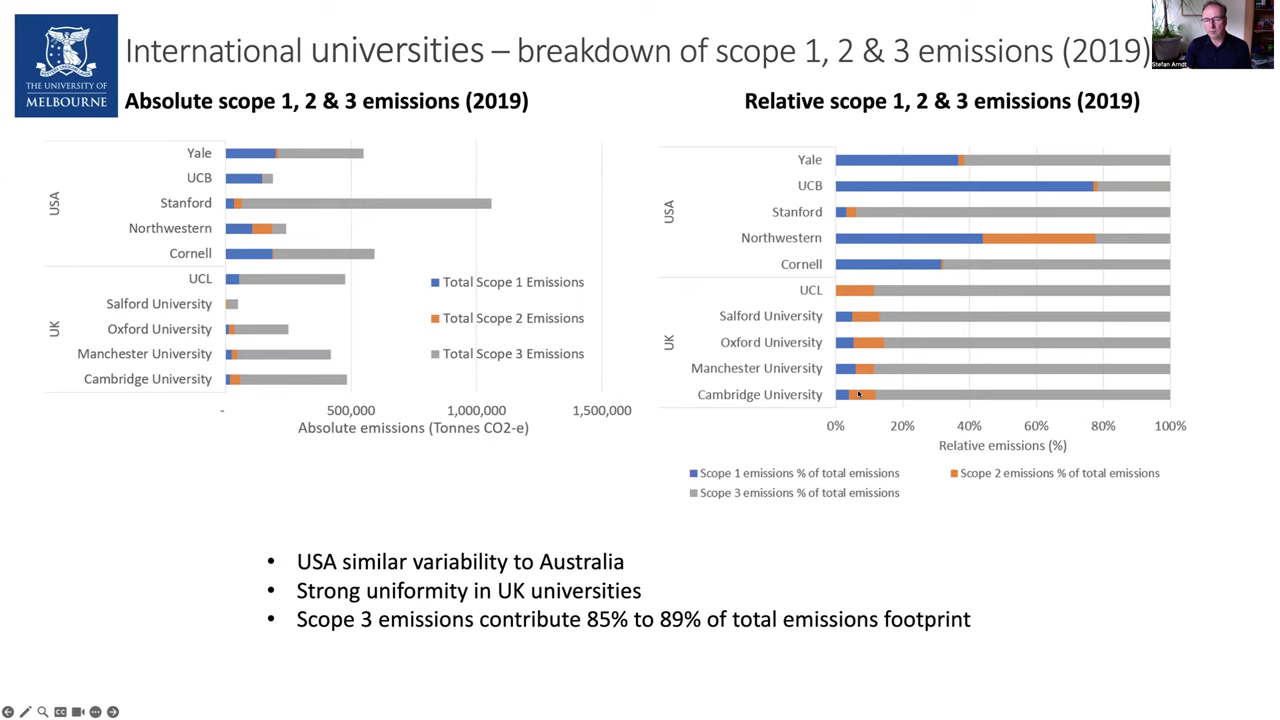 International universities – breakdown of scope 1, 2 & 3 emissions (2019)
THE UNIVERSITY OF
MELBOURNE
Stefan Arndt
Absolute scope 1, 2 & 3 emissions (2019)
USA
Yale
UCB
Stanford
Northwestern
Cornell
UK
UCL
Salford University
Oxford University
Manchester University
Cambridge University
Total Scope 1 Emissions
Total Scope 2 Emissions
Total Scope 3 Emissions
- 500,000 1,000,000 1,500,000
Absolute emissions (Tonnes CO2-e)
Relative scope 1, 2 & 3 emissions (2019)
USA
Yale
UCB
Stanford
Northwestern
Cornell
UK
UCL
Salford University
Oxford University
Manchester University
Cambridge University
0% 20% 40% 60% 80% 100%
Relative emissions (%)
Scope 1 emissions % of total emissions
Scope 2 emissions % of total emissions
Scope 3 emissions % of total emissions
• USA similar variability to Australia
• Strong uniformity in UK universities
• Scope 3 emissions contribute 85% to 89% of total emissions footprint
CC